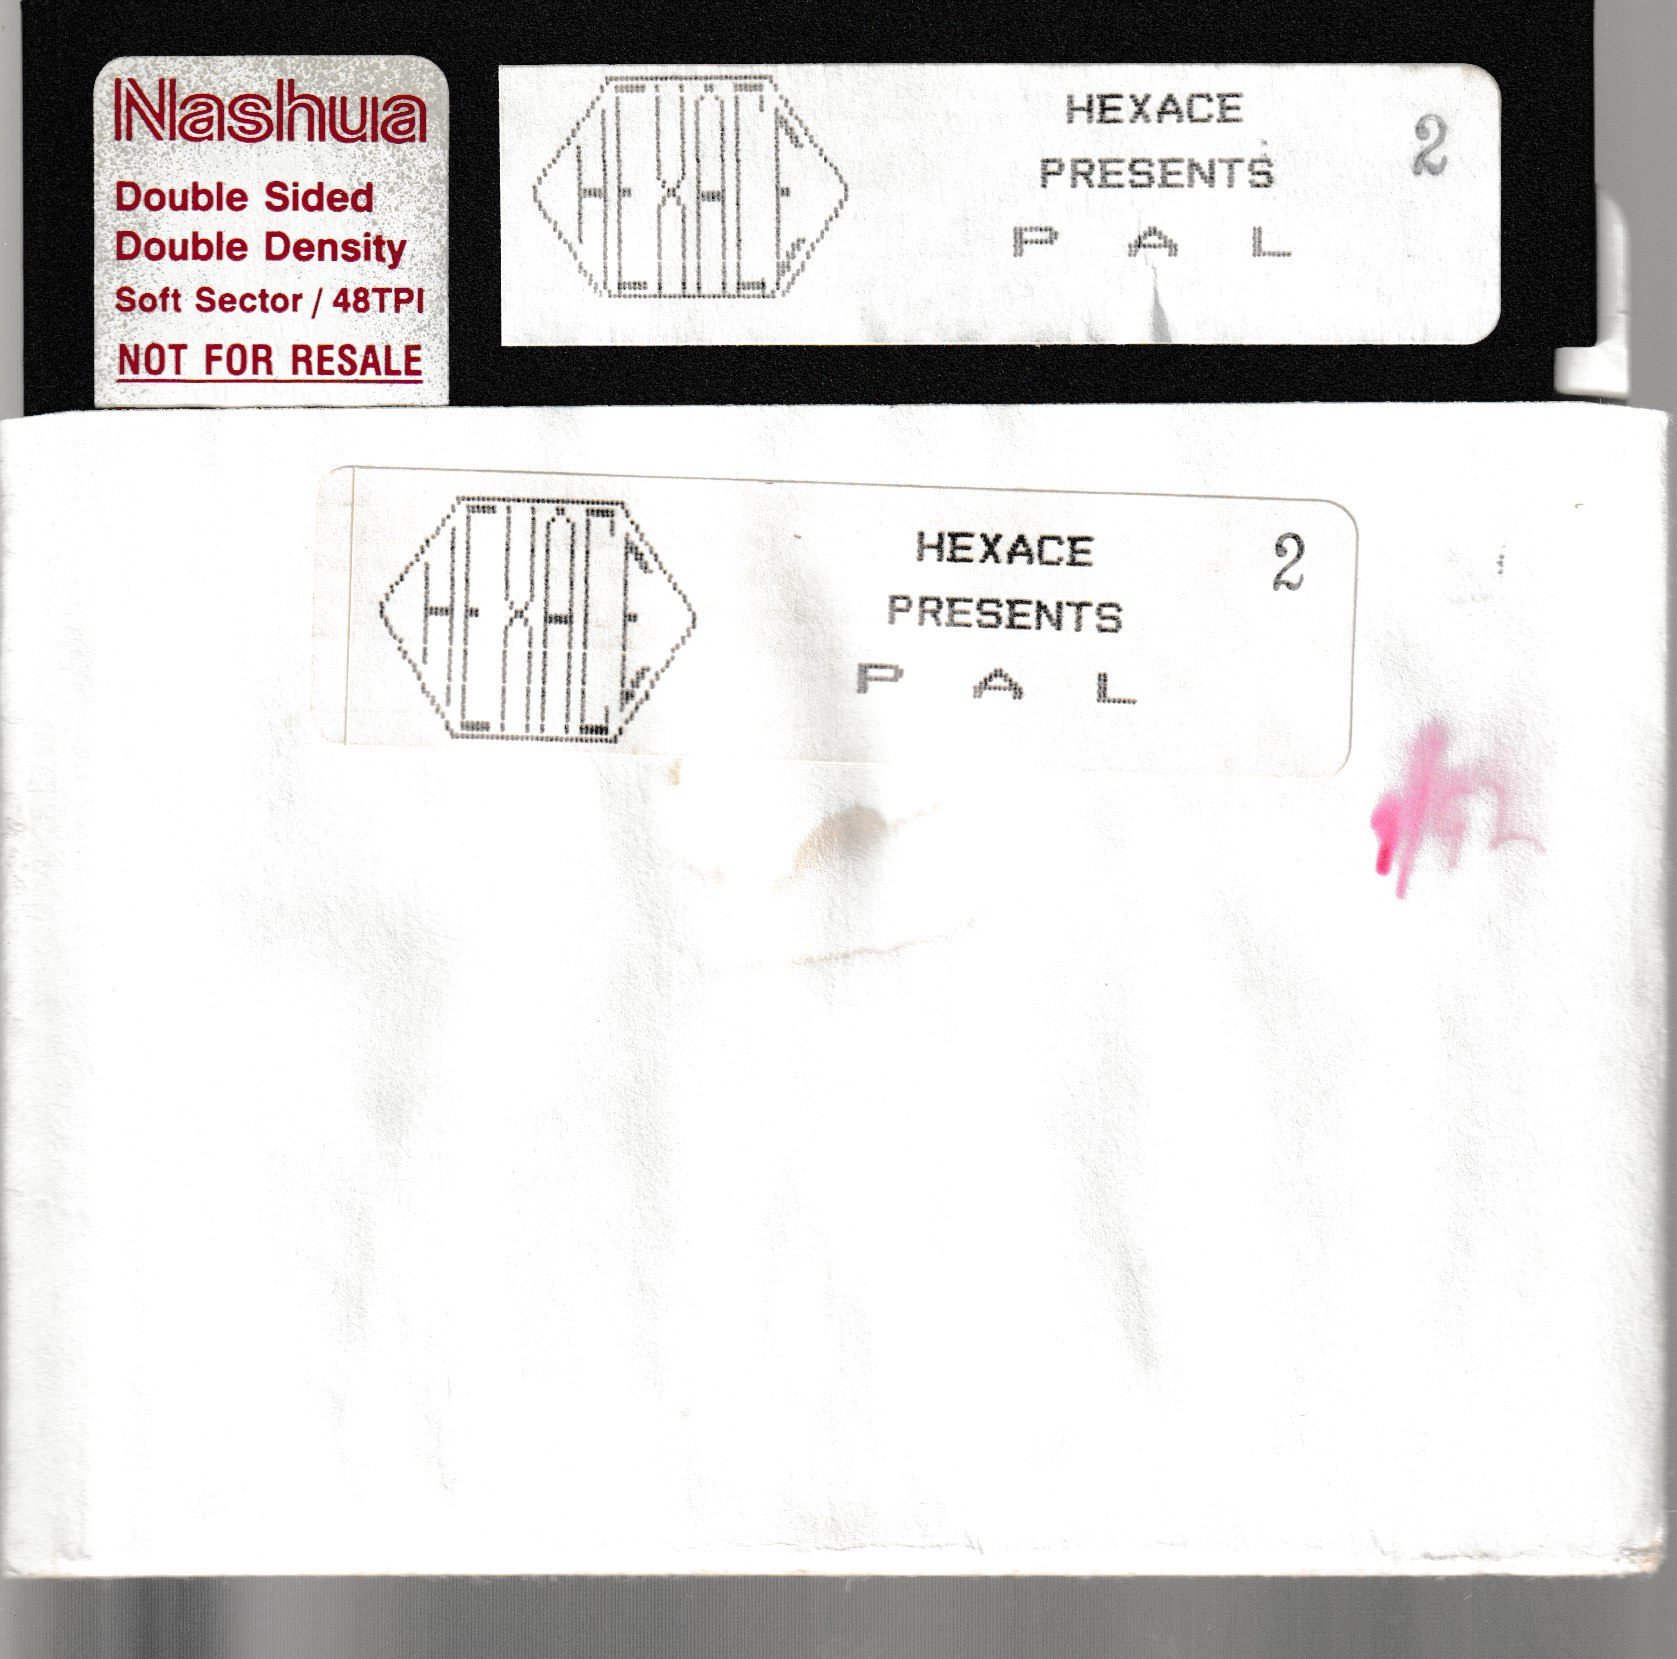 Nashua
Double Sided
Double Density
Soft Sector / 48TPI
NOT FOR RESALE
HEXACE
HEXACE
PRESENTS
P A L
2
HEXACE
HEXACE
PRESENTS
P A L
2